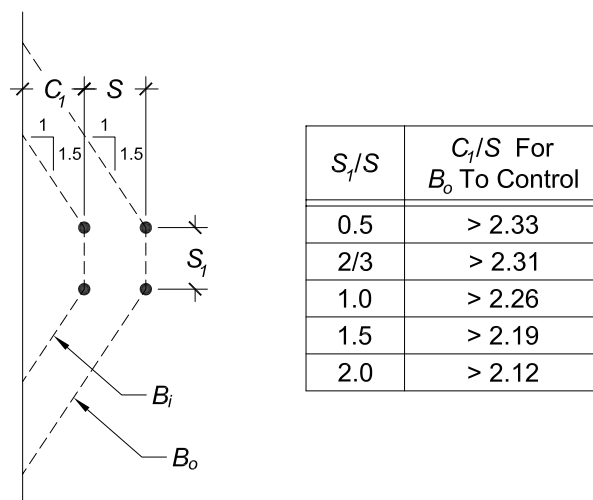 C₁ S
1 1
1.5 1.5
S₁
Bᵢ
Bₒ
S₁/S C₁/S For Bₒ To Control
0.5 > 2.33
2/3 > 2.31
1.0 > 2.26
1.5 > 2.19
2.0 > 2.12